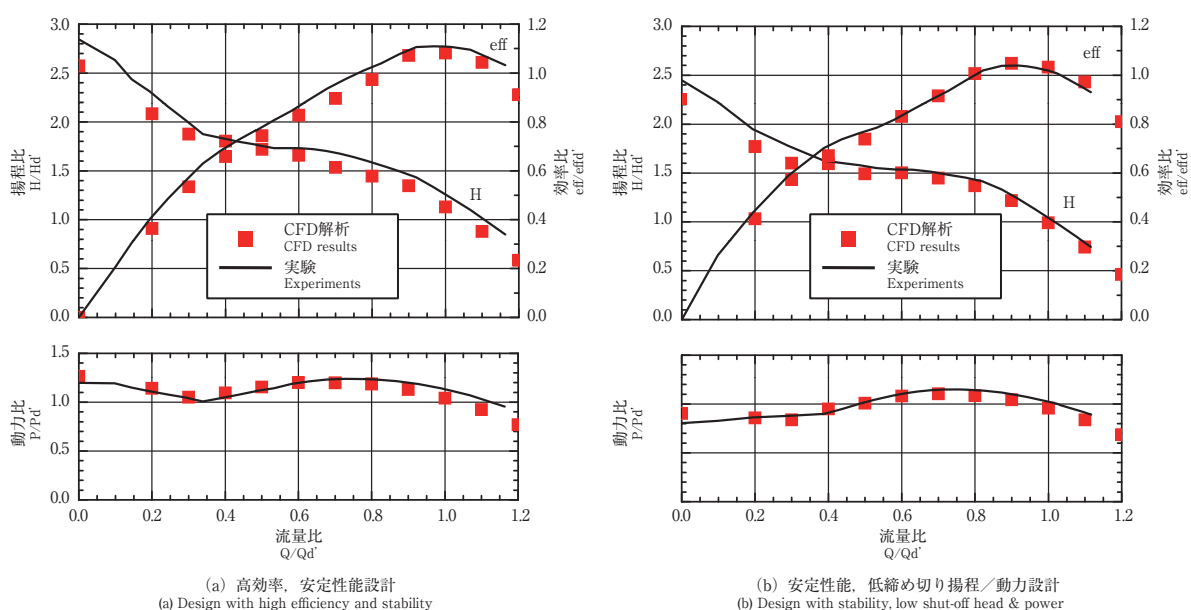 3.0
2.5
2.0
1.5
1.0
0.5
0.0
揚程比
H/Hd'
1.2
1.0
0.8
0.6
0.4
0.2
0.0
効率比
eff/effd'
eff
H
CFD解析
CFD results
実験
Experiments
1.5
1.0
0.5
0.0
動力比
P/Pd'
0.0 0.2 0.4 0.6 0.8 1.0 1.2
流量比
Q/Qd'
(a) 高効率，安定性能設計
(a) Design with high efficiency and stability
3.0
2.5
2.0
1.5
1.0
0.5
0.0
揚程比
H/Hd'
1.2
1.0
0.8
0.6
0.4
0.2
0.0
効率比
eff/effd'
eff
H
CFD解析
CFD results
実験
Experiments
動力比
P/Pd'
0.0 0.2 0.4 0.6 0.8 1.0 1.2
流量比
Q/Qd'
(b) 安定性能，低締め切り揚程／動力設計
(b) Design with stability, low shut-off head & power